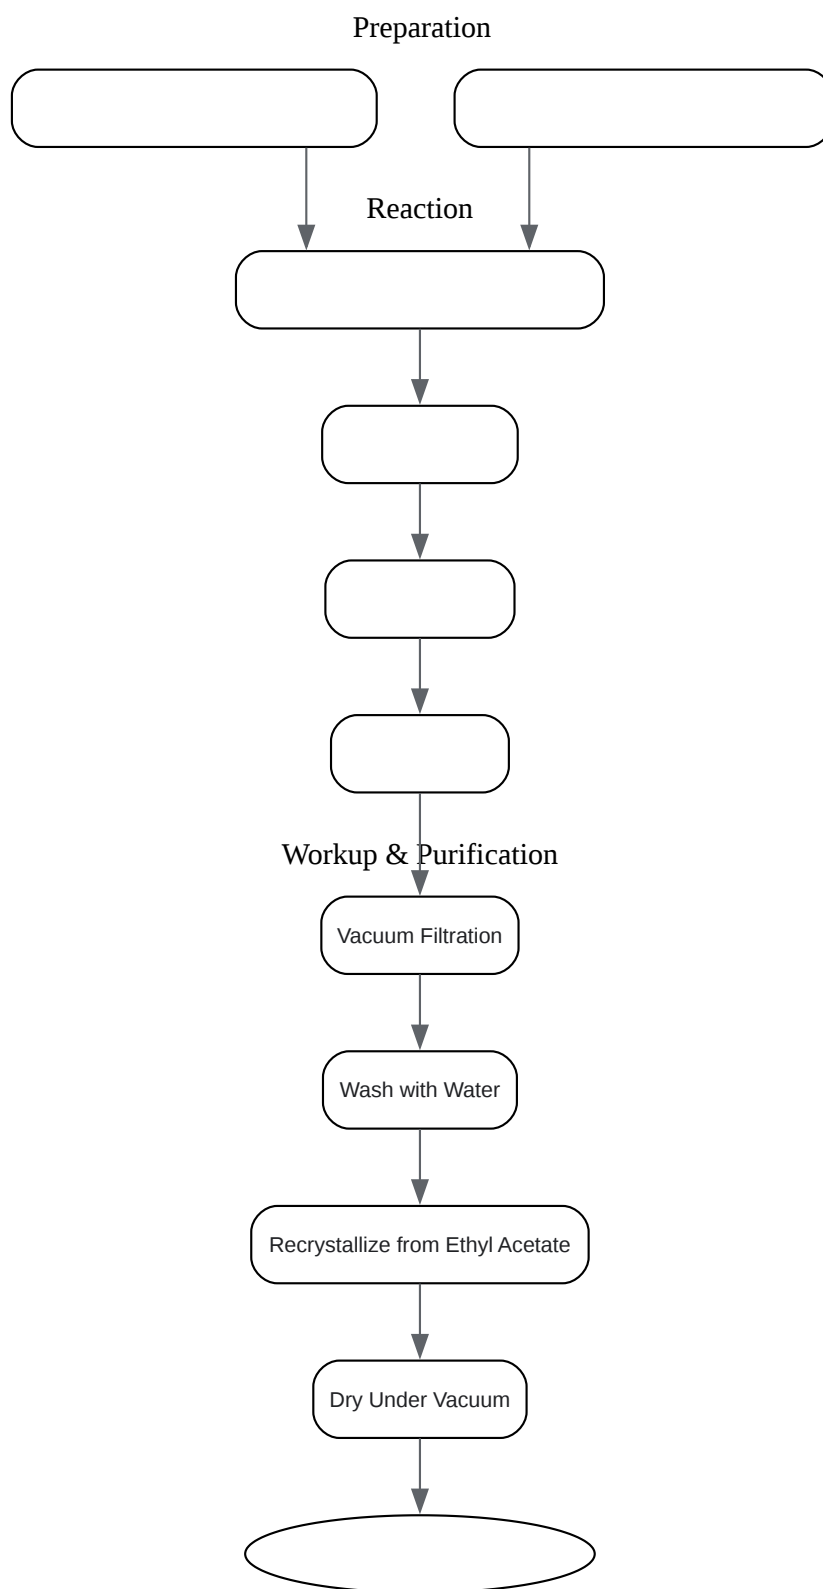 Preparation
Reaction
Workup & Purification
Vacuum Filtration
Wash with Water
Recrystallize from Ethyl Acetate
Dry Under Vacuum